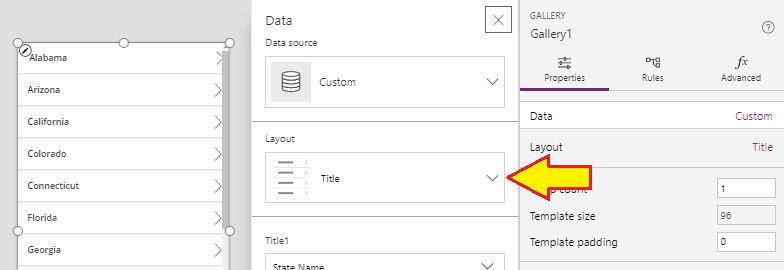 Alabama
Arizona
California
Colorado
Connecticut
Florida
Georgia
Data
Data source
Custom
Layout
Title
Title1
State Name
GALLERY
Gallery1
Properties
Rules
fx
Advanced
Data
Custom
Layout
Title
count
1
Template size
96
Template padding
0